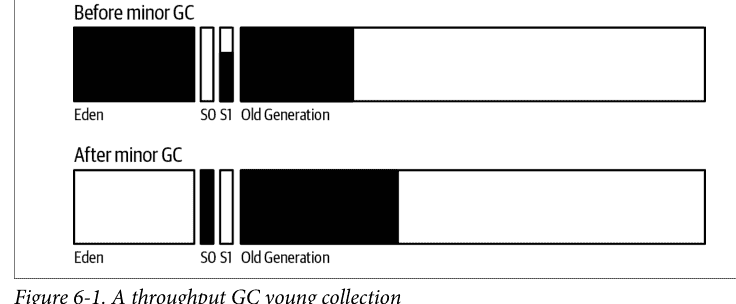 Before minor GC
Eden S0 S1 Old Generation
After minor GC
Eden S0 S1 Old Generation
Figure 6-1. A throughput GC young collection